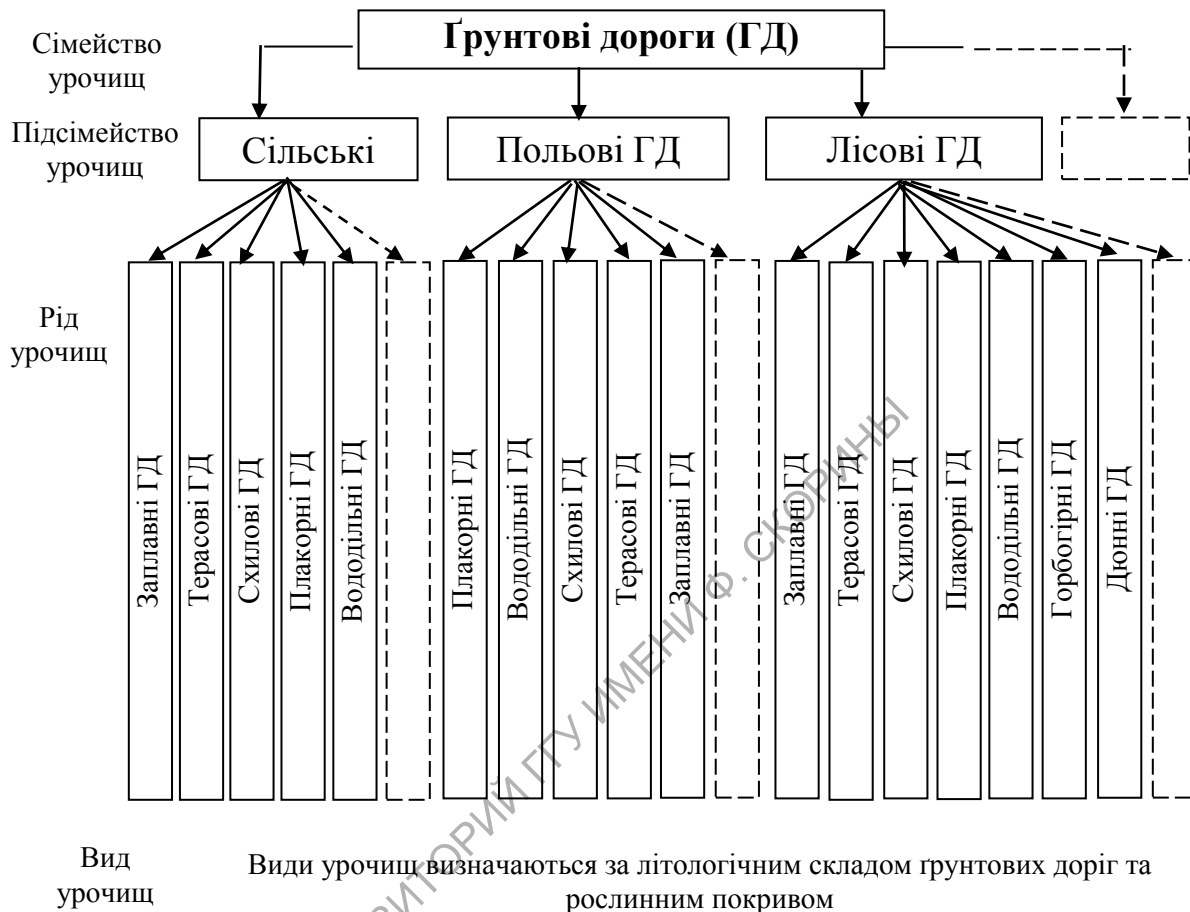 Сімейство
урочищ
Ґрунтові дороги (ГД)
Підсімейство
урочищ
Сільські
Польові ГД
Лісові ГД
Рід
урочищ
Заплавні ГД
Терасові ГД
Схилові ГД
Плакорні ГД
Вододільні ГД
Плакорні ГД
Вододільні ГД
Схилові ГД
Терасові ГД
Заплавні ГД
Заплавні ГД
Терасові ГД
Схилові ГД
Плакорні ГД
Вододільні ГД
Горбогірні ГД
Дюнні ГД
Вид
урочищ
Види урочищ визначаються за літологічним складом ґрунтових доріг та
рослинним покривом
ГГУ ИМЕНИ Ф. СКОРИНЫ